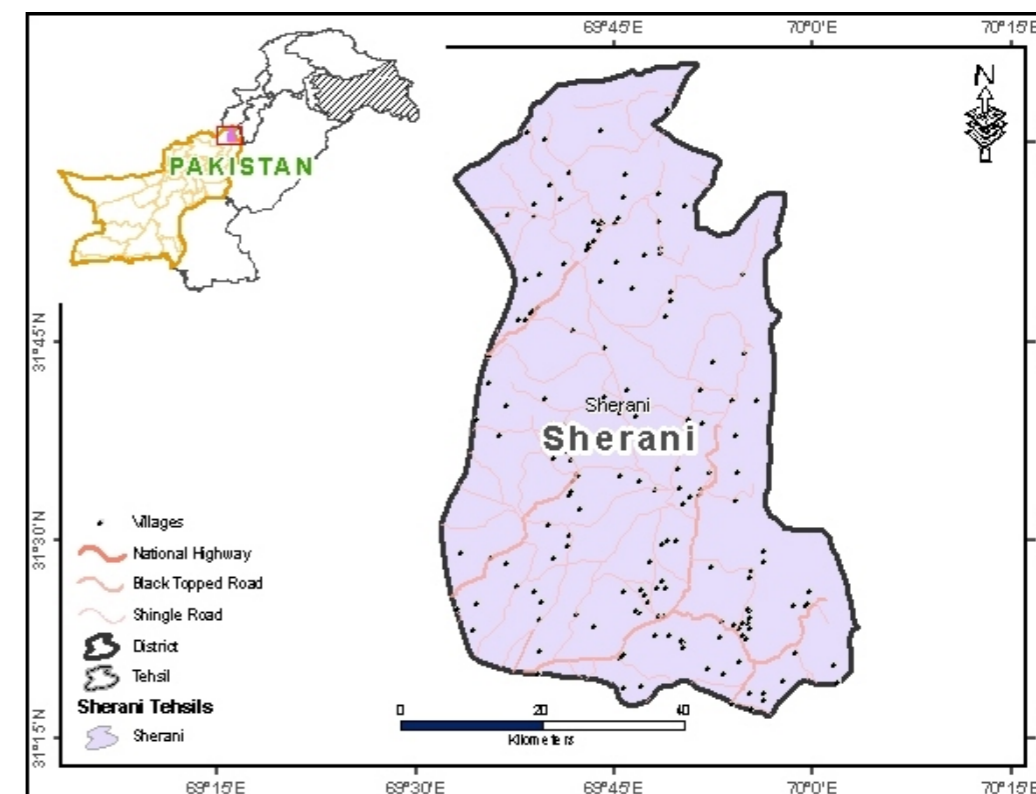 69°45'E 70°0'E 70°15'E
N
PAKISTAN
31°45'N
Sherani
Sherani
31°30'N
Villages
National Highway
Black Topped Road
Shingle Road
District
Tehsil
Sherani Tehsils
Sherani
0 20 40
Kilometers
31°15'N
69°15'E 69°30'E 69°45'E 70°0'E 70°15'E